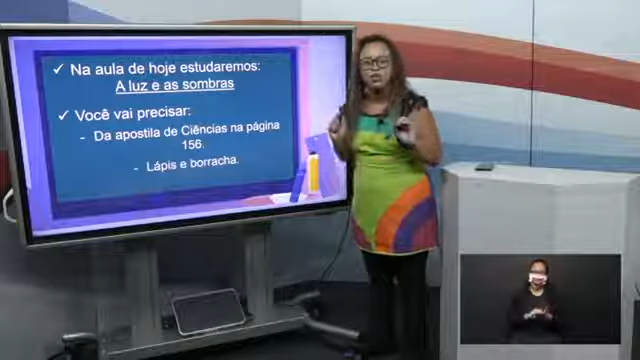 ✓ Na aula de hoje estudaremos:
A luz e as sombras
✓ Você vai precisar:
- Da apostila de Ciências na página
156.
- Lápis e borracha.